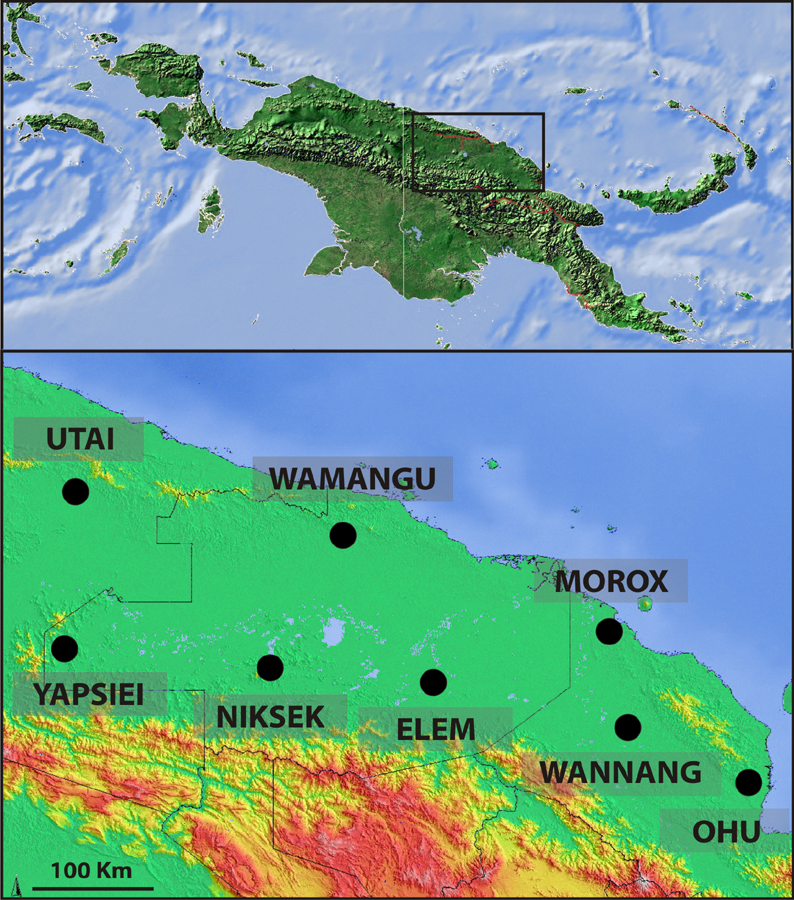 UTAI
WAMANGU
MOROX
YAPSIEI
NIKSEK
ELEM
WANNANG
OHU
100 Km